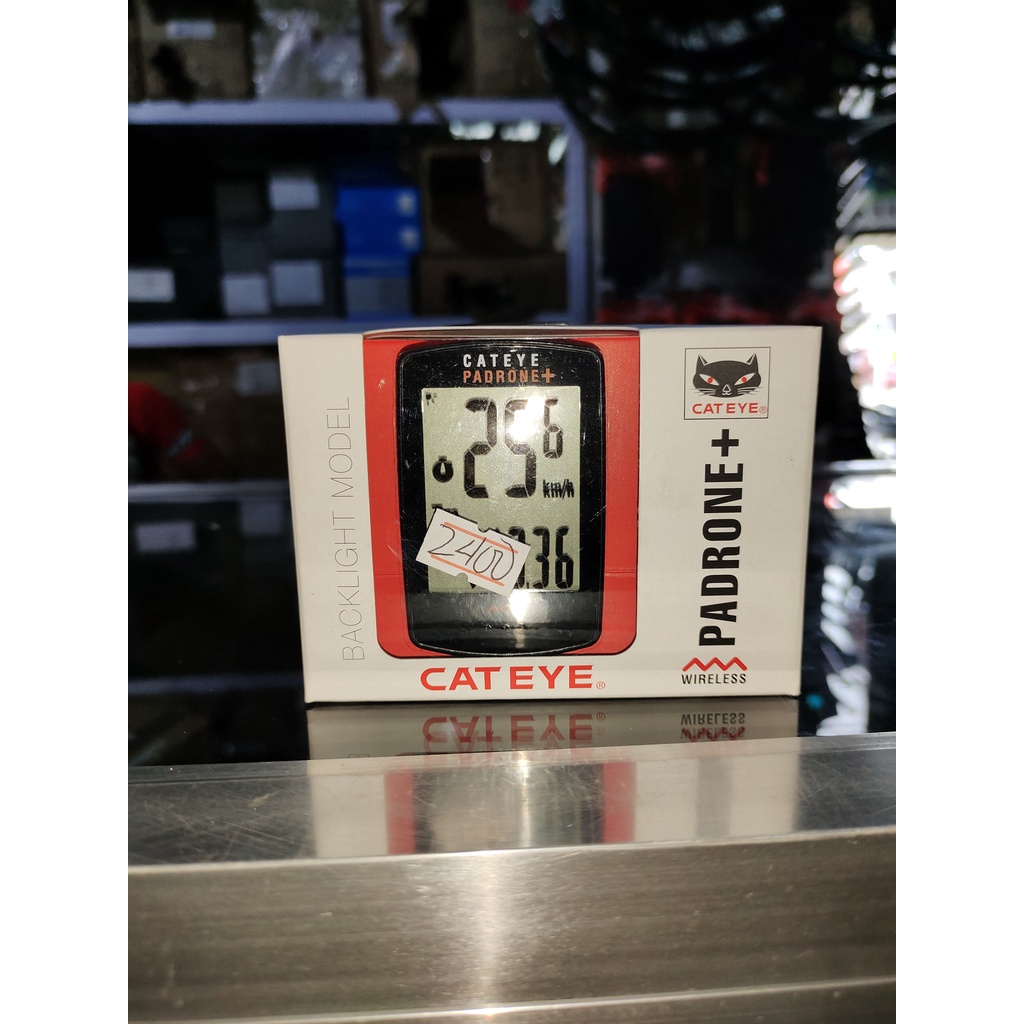 BACKLIGHT MODEL
CATEYE
PADRONE+
25.6
km/h
2400
36
CATEYE®
CATEYE®
PADRONE+
WIRELESS